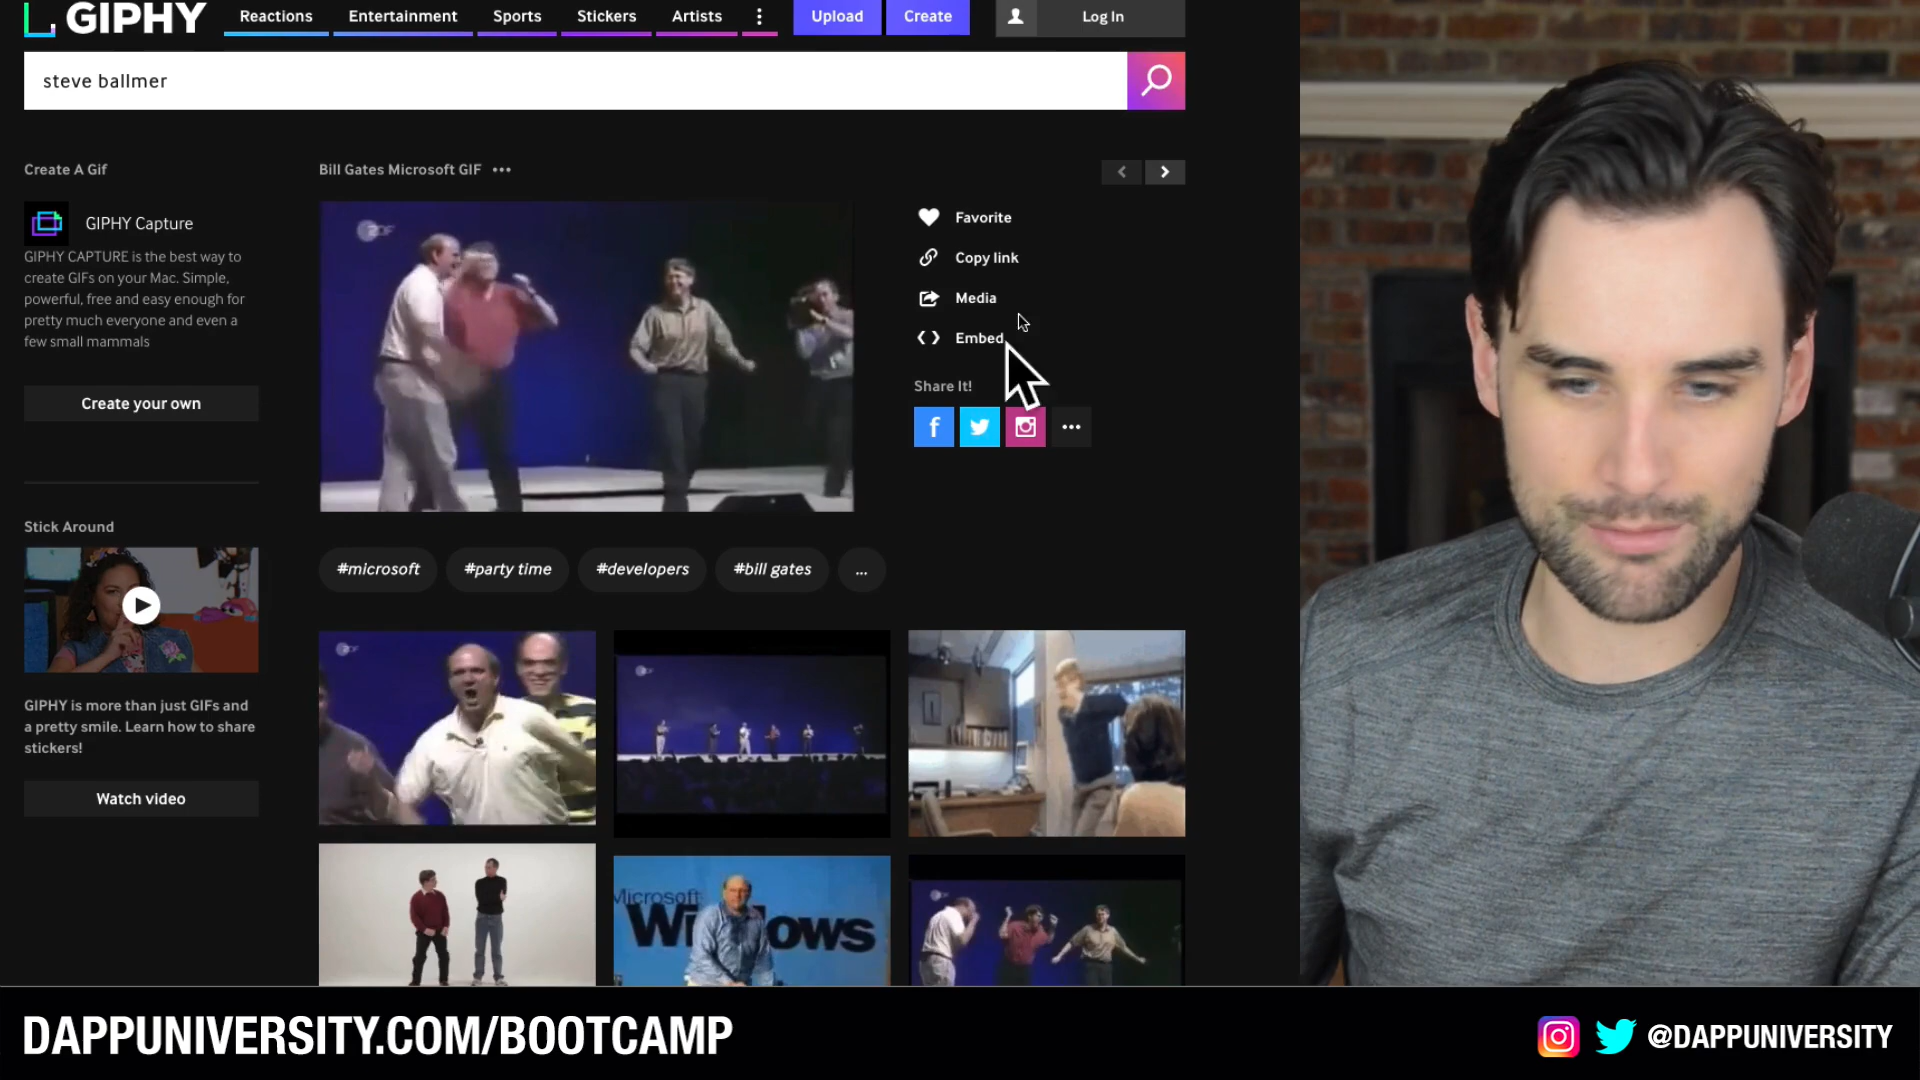 GIPHY
Reactions
Entertainment
Sports
Stickers
Artists
Upload
Create
Log In
steve ballmer
Create A Gif
GIPHY Capture
GIPHY CAPTURE is the best way to
create GIFs on your Mac. Simple,
powerful, free and easy enough for
pretty much everyone and even a
few small mammals
Create your own
Stick Around
GIPHY is more than just GIFs and
a pretty smile. Learn how to share
stickers!
Watch video
Bill Gates Microsoft GIF
ZDF
Favorite
Copy link
Media
Embed
Share It!
#microsoft
#party time
#developers
#bill gates
...
Microsoft
Windows
DAPPUNIVERSITY.COM/BOOTCAMP
@DAPPUNIVERSITY